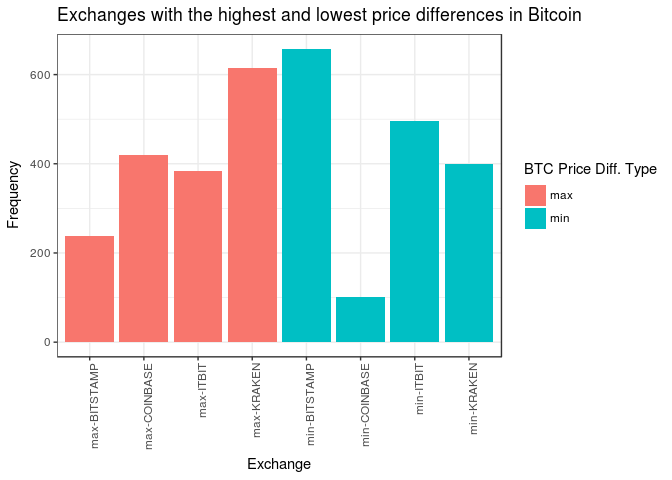 Exchanges with the highest and lowest price differences in Bitcoin
Frequency
600
400
200
0
max-BITSTAMP
max-COINBASE
max-ITBIT
max-KRAKEN
min-BITSTAMP
min-COINBASE
min-ITBIT
min-KRAKEN
Exchange
BTC Price Diff. Type
max
min